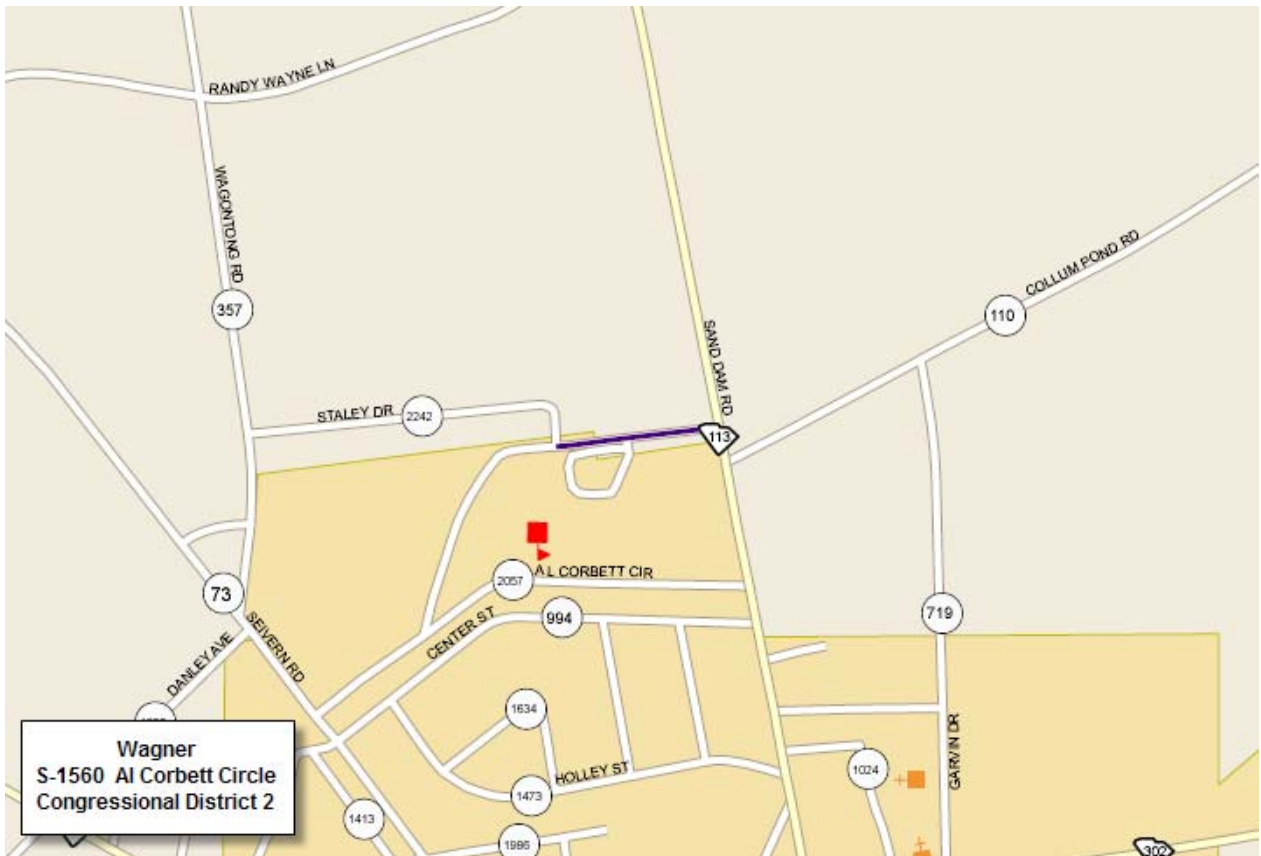 RANDY WAYNE LN
WAGONTONG RD
357
COLLUM POND RD
110
SAND DAM RD
STALEY DR
2242
113
AL CORBETT CIR
2057
73
994
719
CENTER ST
SEIVERN RD
DANLEY AVE
1634
GARVIN DR
HOLLEY ST
1024
1473
1413
1986
302
Wagner
S-1560 Al Corbett Circle
Congressional District 2